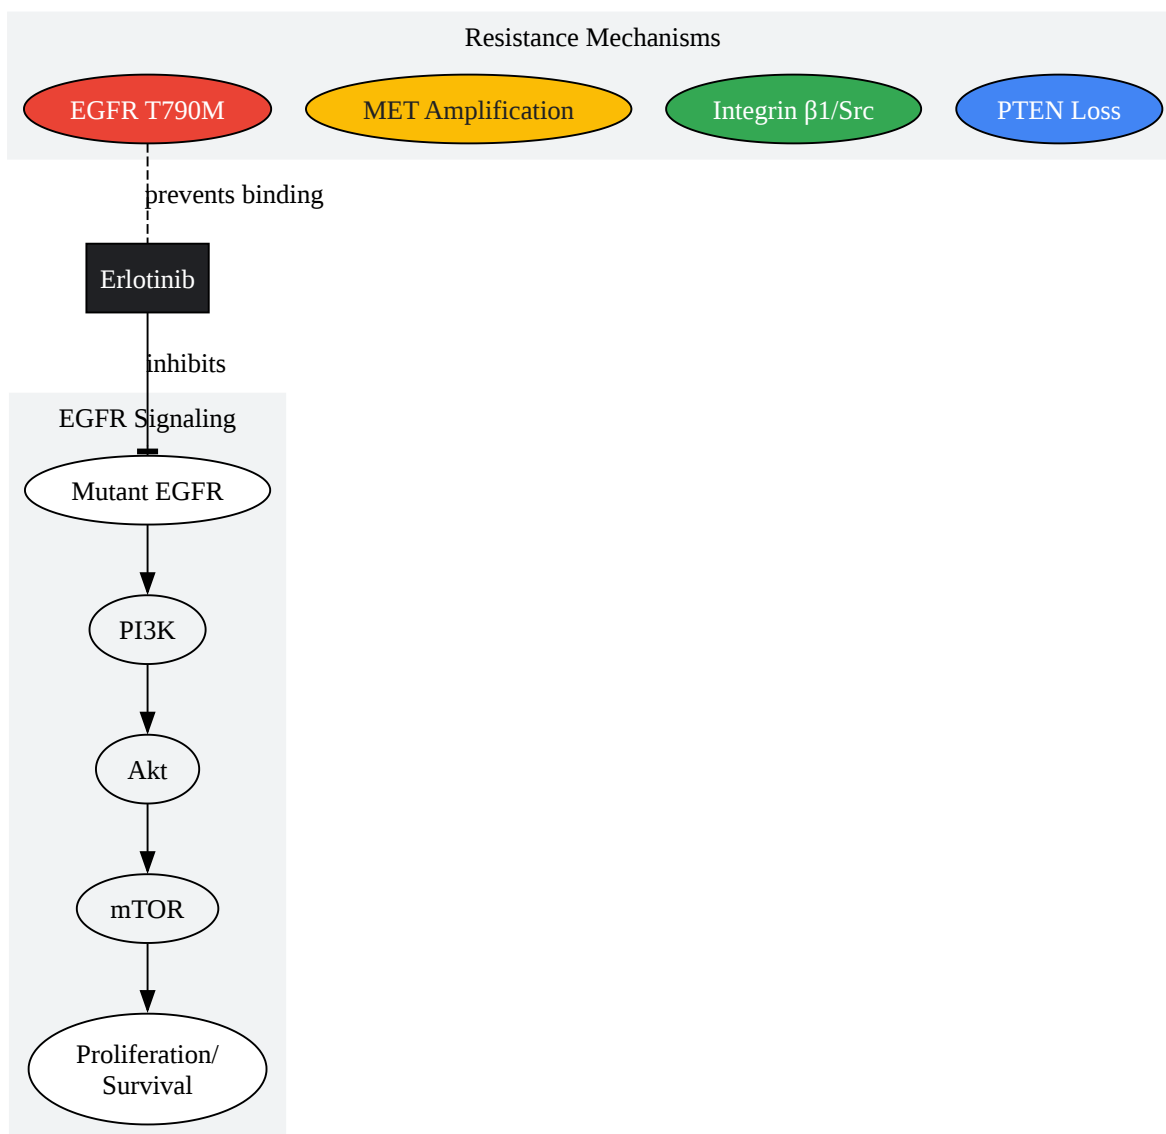 Resistance Mechanisms
EGFR T790M
MET Amplification
Integrin β1/Src
PTEN Loss
prevents binding
Erlotinib
inhibits
EGFR Signaling
Mutant EGFR
PI3K
Akt
mTOR
Proliferation/
Survival